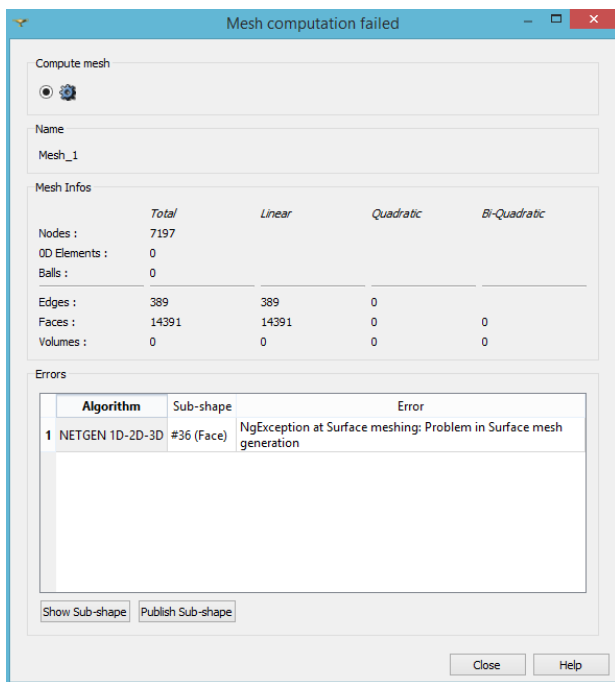 Mesh computation failed
Compute mesh
Name
Mesh_1
Mesh Infos
Total Linear Quadratic Bi-Quadratic
Nodes : 7197
0D Elements : 0
Balls : 0
Edges : 389 389 0
Faces : 14391 14391 0 0
Volumes : 0 0 0 0
Errors
Algorithm Sub-shape Error
1 NETGEN 1D-2D-3D #36 (Face) NgException at Surface meshing: Problem in Surface mesh
generation
Show Sub-shape Publish Sub-shape
Close Help